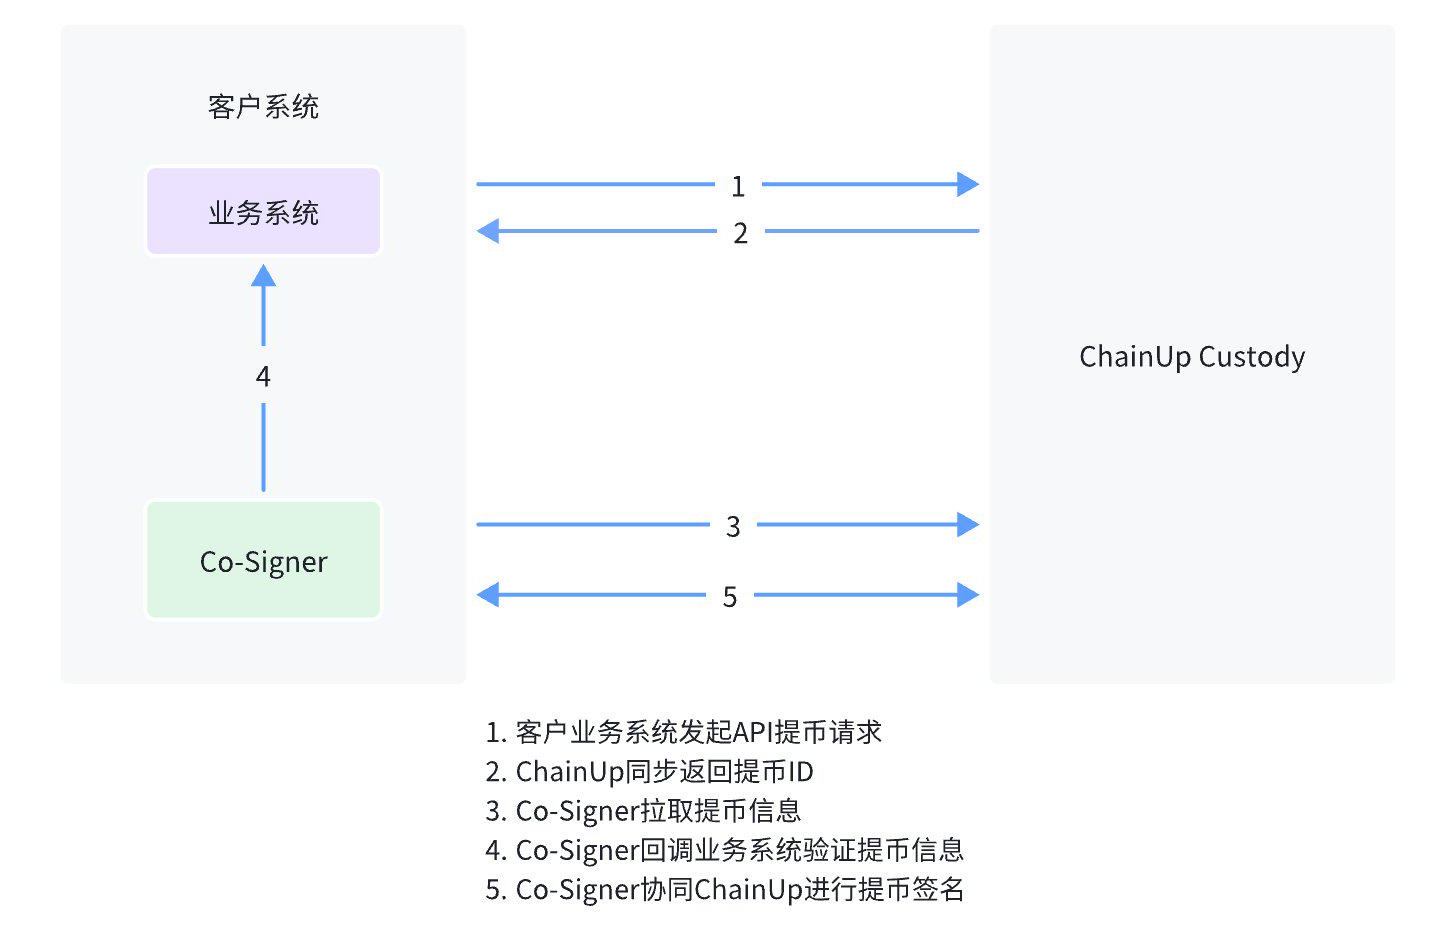 客户系统
业务系统
1
2
ChainUp Custody
4
3
Co-Signer
5
1. 客户业务系统发起API提币请求
2. ChainUp同步返回提币ID
3. Co-Signer拉取提币信息
4. Co-Signer回调业务系统验证提币信息
5. Co-Signer协同ChainUp进行提币签名